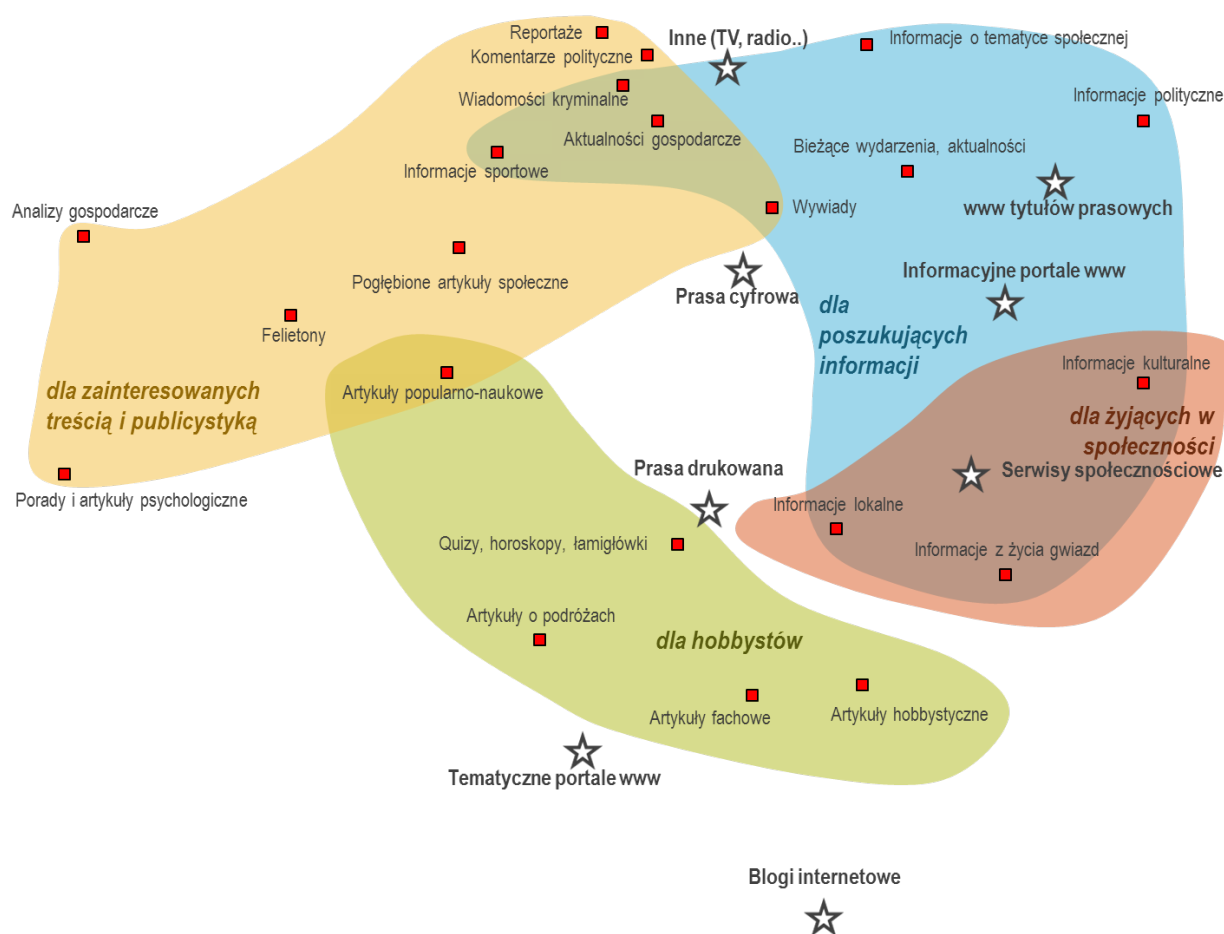 Reportaże
Inne (TV, radio..)
Informacje o tematyce społecznej
Komentarze polityczne
Wiadomości kryminalne
Informacje polityczne
Aktualności gospodarcze
Bieżące wydarzenia, aktualności
Informacje sportowe
Analizy gospodarcze
Wywiady
www tytułów prasowych
Pogłębione artykuły społeczne
Informacyjne portale www
Prasa cyfrowa
dla
poszukujących
informacji
Felietony
Informacje kulturalne
dla zainteresowanych
treścią i publicystyką
Artykuły popularno-naukowe
dla żyjących w
społeczności
Prasa drukowana
Serwisy społecznościowe
Porady i artykuły psychologiczne
Informacje lokalne
Quizy, horoskopy, łamigłówki
Informacje z życia gwiazd
Artykuły o podróżach
dla hobbystów
Artykuły fachowe
Artykuły hobbystyczne
Tematyczne portale www
Blogi internetowe